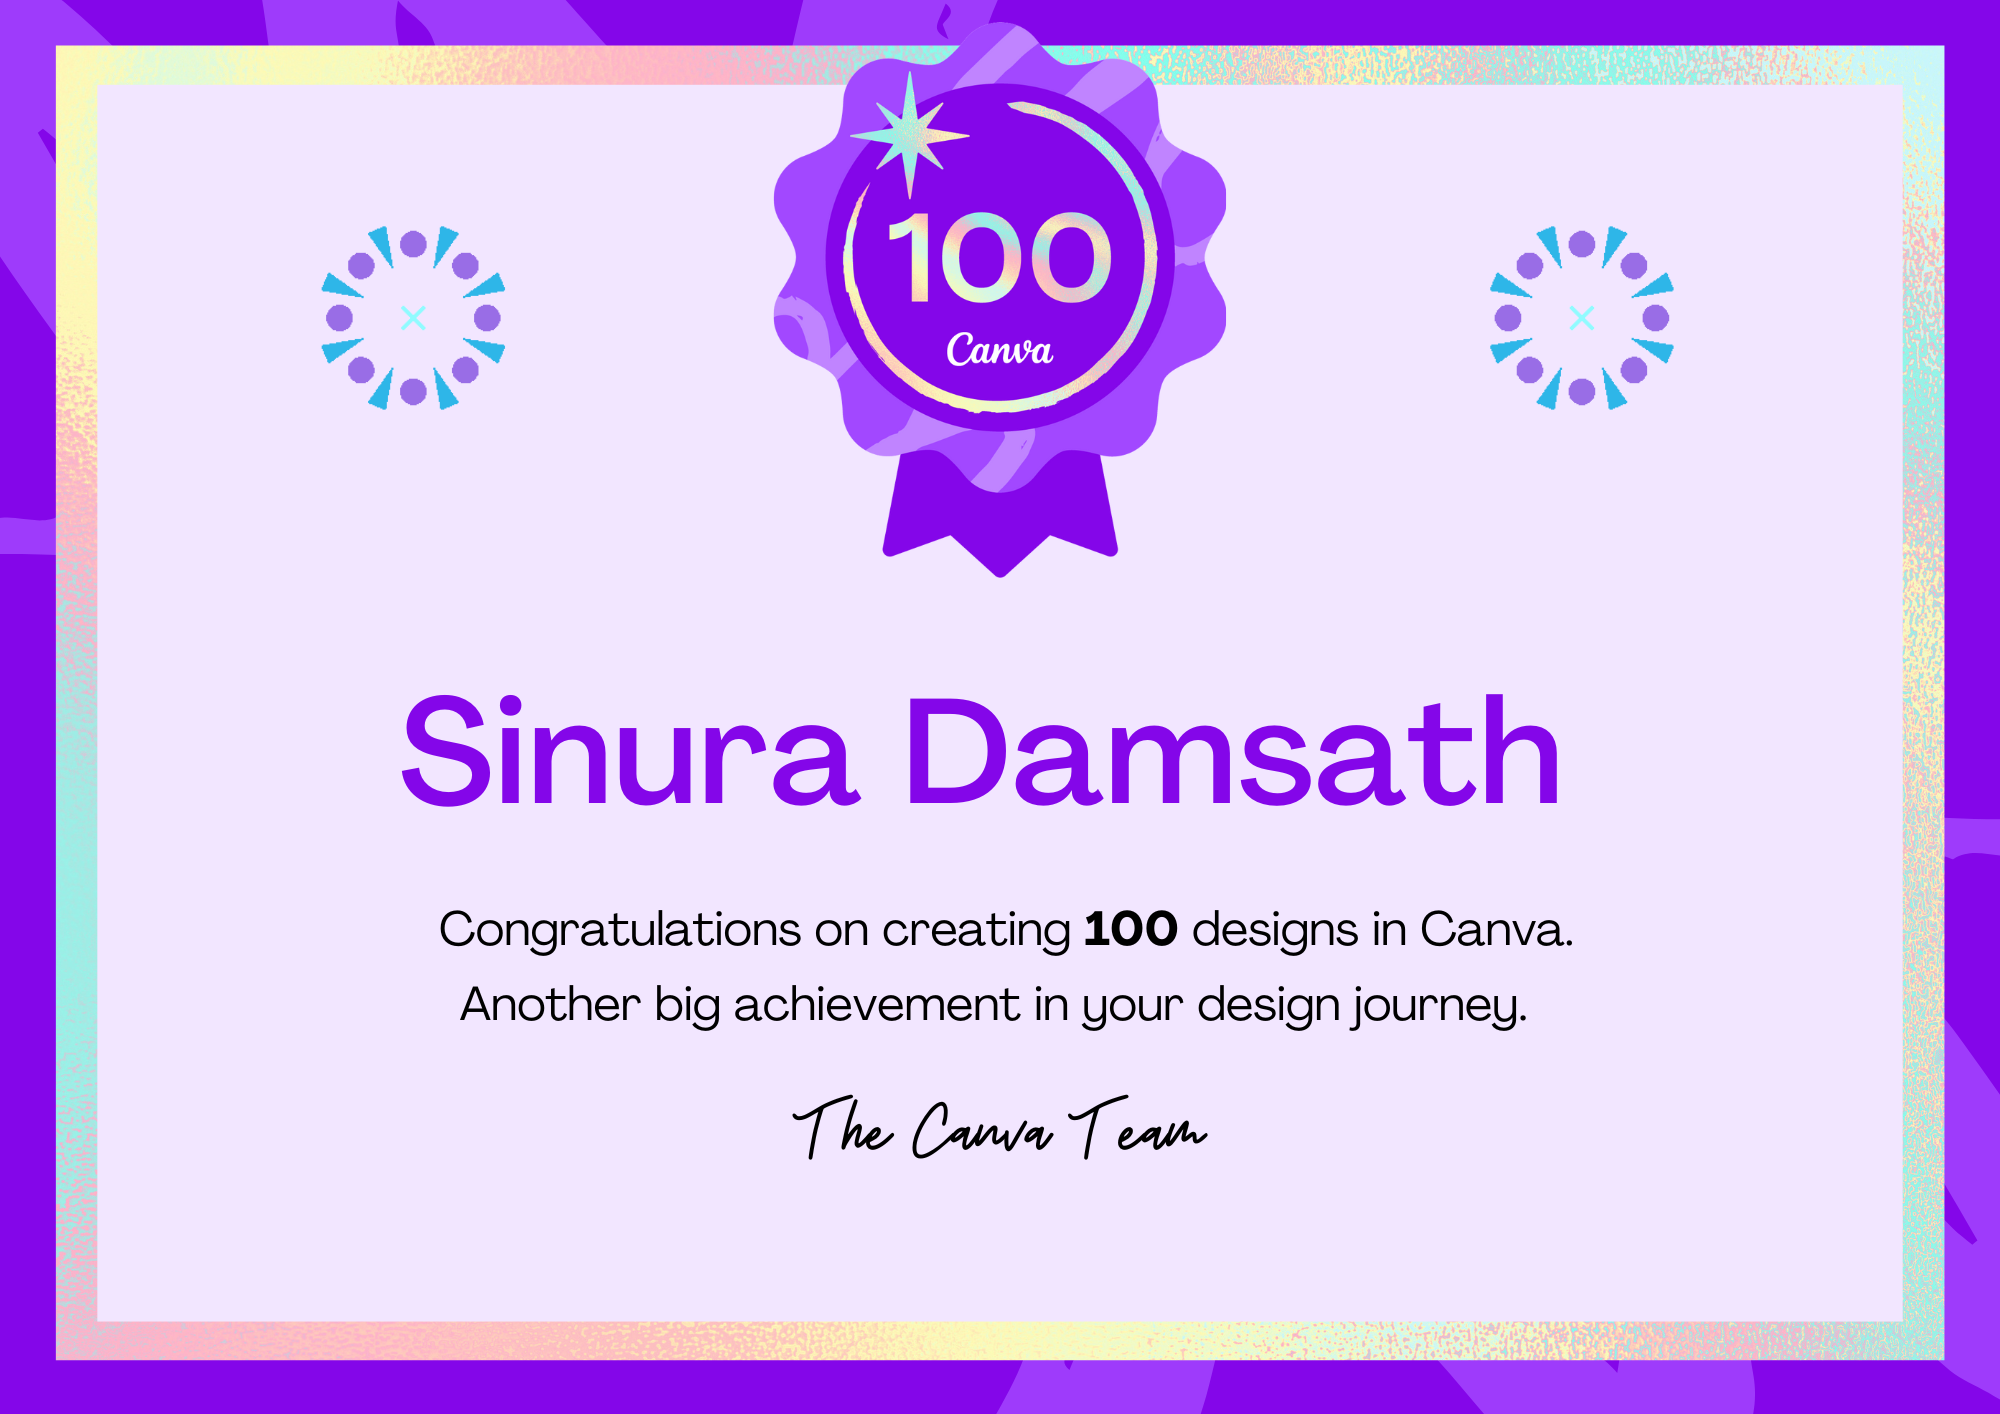 100
Canva
Sinura Damsath
Congratulations on creating 100 designs in Canva.
Another big achievement in your design journey.
The Canva Team